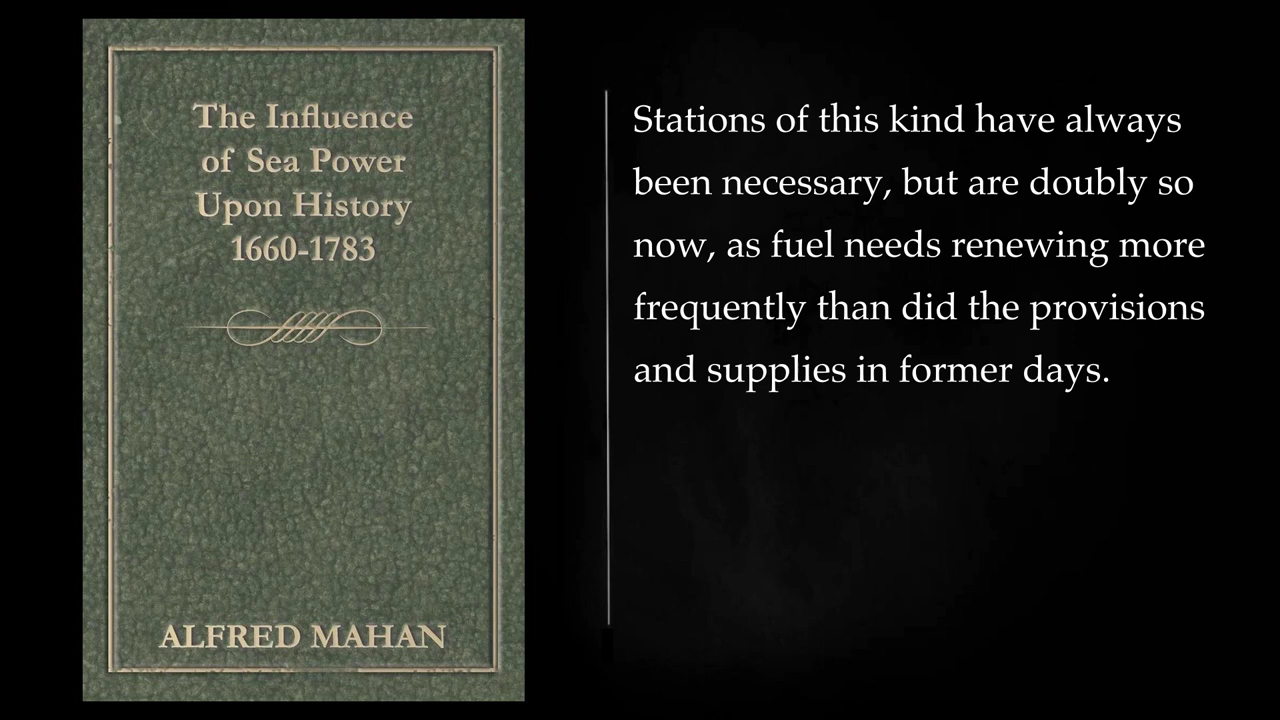 The Influence
of Sea Power
Upon History
1660-1783
ALFRED MAHAN
Stations of this kind have always
been necessary, but are doubly so
now, as fuel needs renewing more
frequently than did the provisions
and supplies in former days.